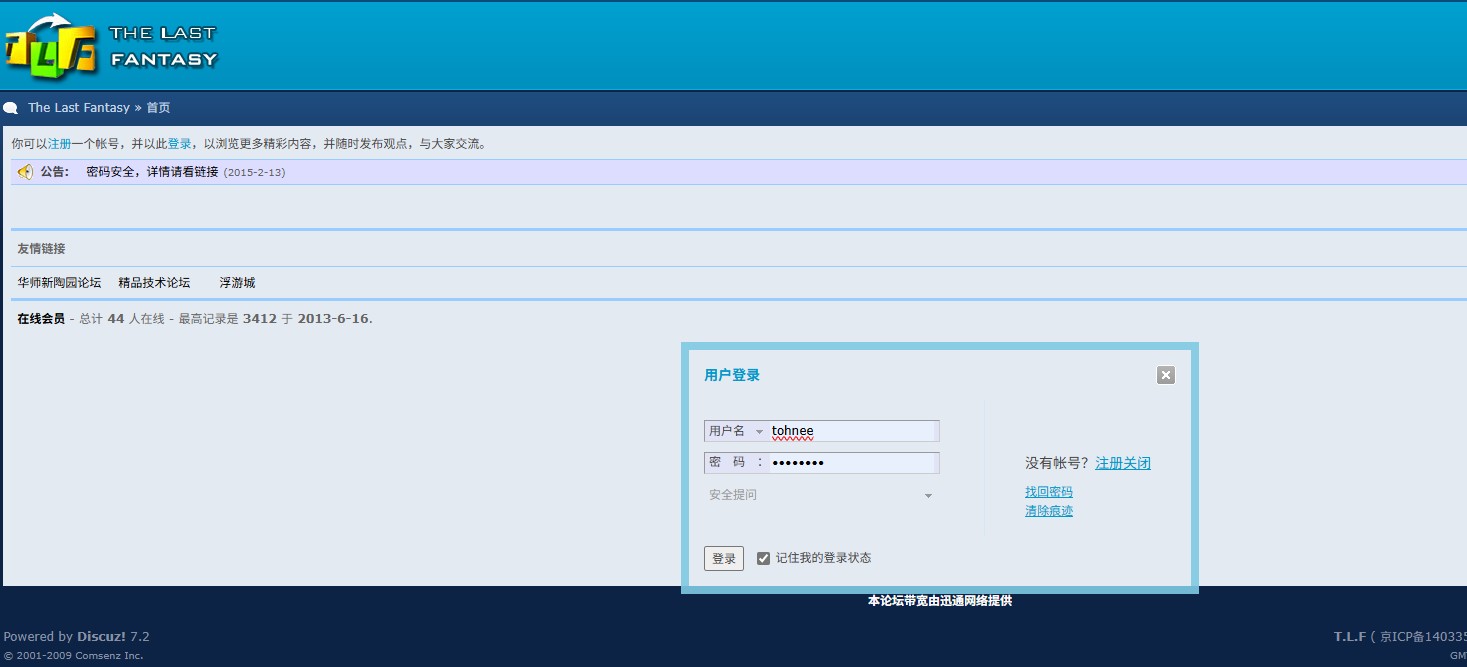 TLF THE LAST
FANTASY
The Last Fantasy » 首页
你可以注册一个帐号，并以此登录，以浏览更多精彩内容，并随时发布观点，与大家交流。
公告： 密码安全，详情请看链接 (2015-2-13)
友情链接
华师新陶园论坛 精品技术论坛 浮游城
在线会员 - 总计 44 人在线 - 最高记录是 3412 于 2013-6-16.
用户登录
用户名 tohnee
密 码 : ••••••••
安全提问
登录 记住我的登录状态
没有帐号？注册关闭
找回密码
清除痕迹
本论坛带宽由迅通网络提供
Powered by Discuz! 7.2
© 2001-2009 Comsenz Inc.
T.L.F ( 京ICP备140335
GM